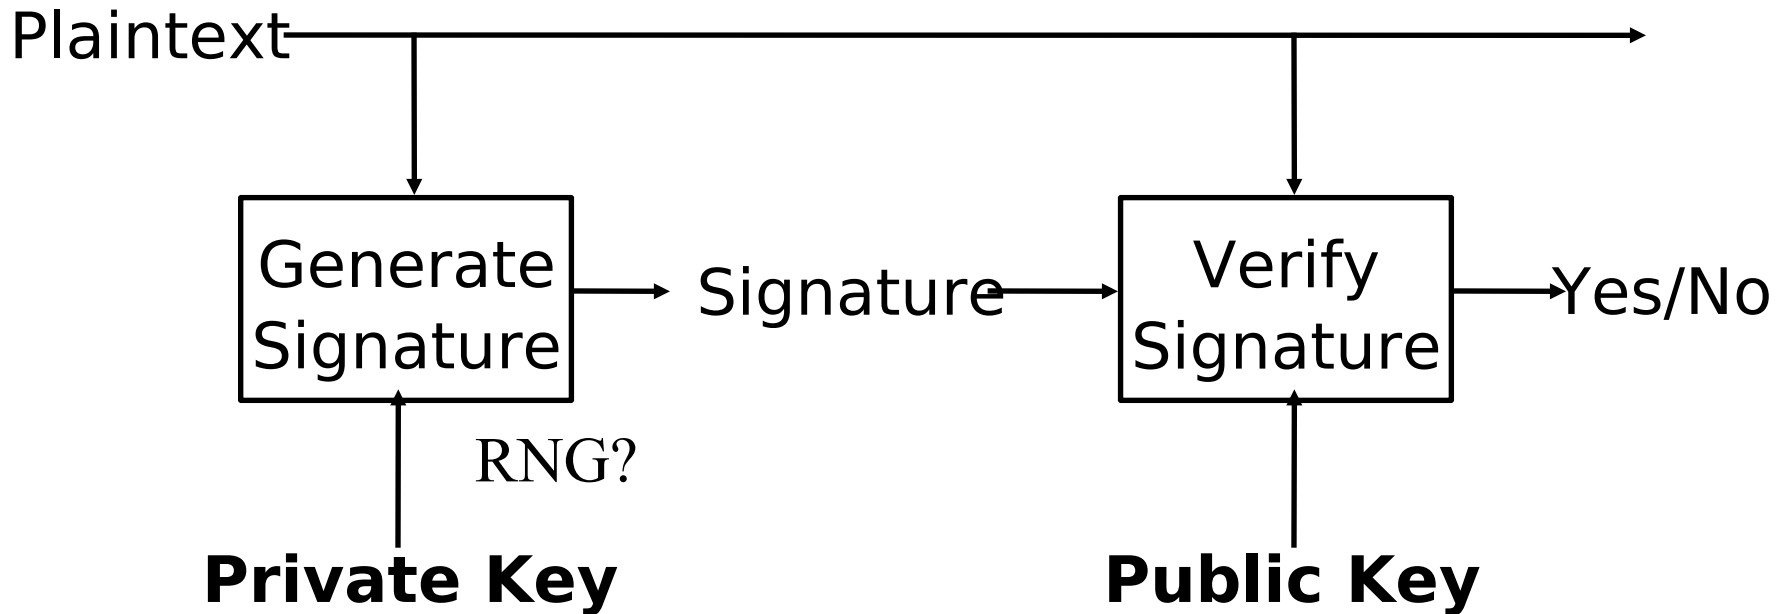 Plaintext
Generate
Signature
Signature
Verify
Signature
Yes/No
RNG?
Private Key
Public Key